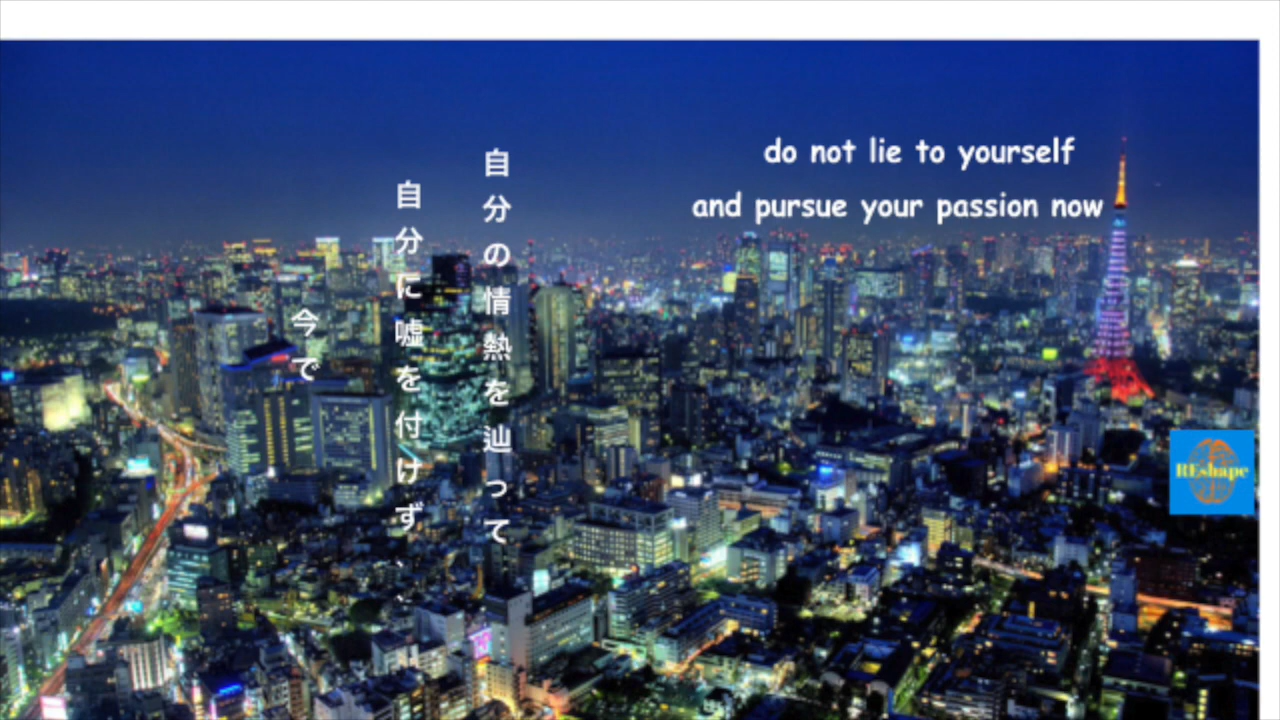 do not lie to yourself
and pursue your passion now
自分の情熱を辿って
自分に嘘を付けず、
今で
REshape